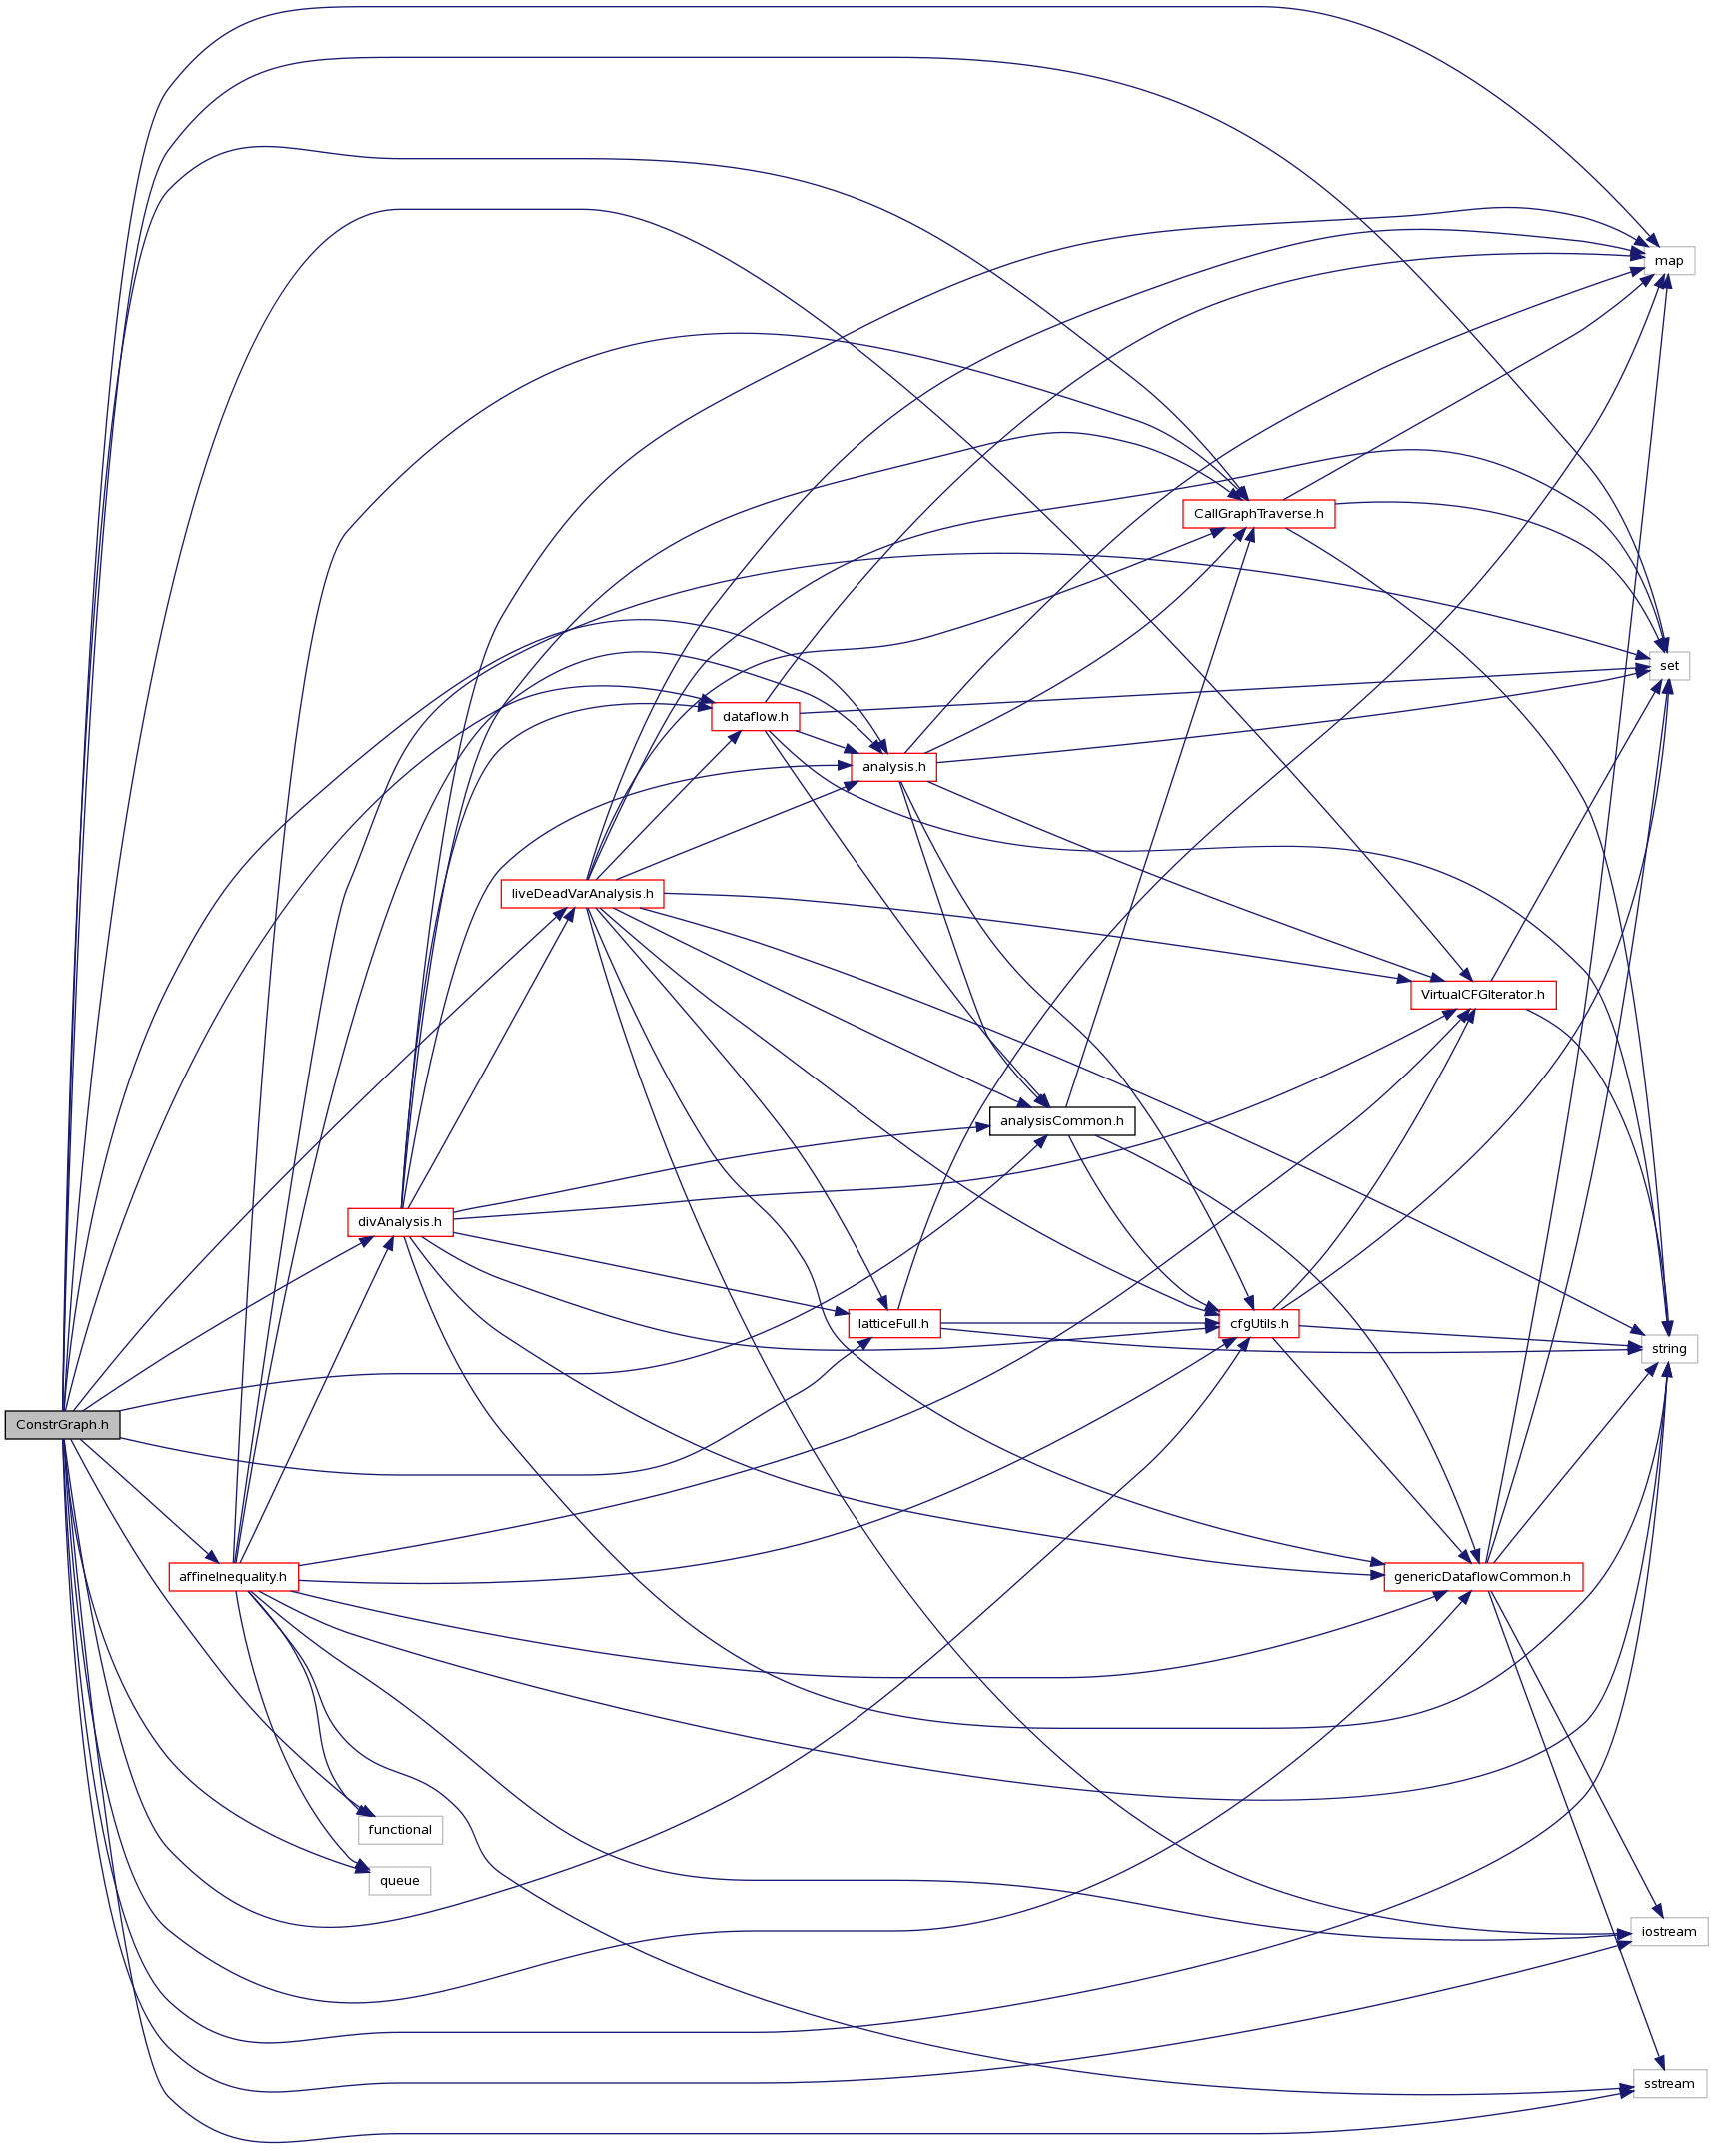 map
CallGraphTraverse.h
set
dataflow.h
analysis.h
liveDeadVarAnalysis.h
VirtualCFGIterator.h
analysisCommon.h
divAnalysis.h
latticeFull.h
cfgUtils.h
string
ConstrGraph.h
affineInequality.h
genericDataflowCommon.h
functional
queue
iostream
sstream